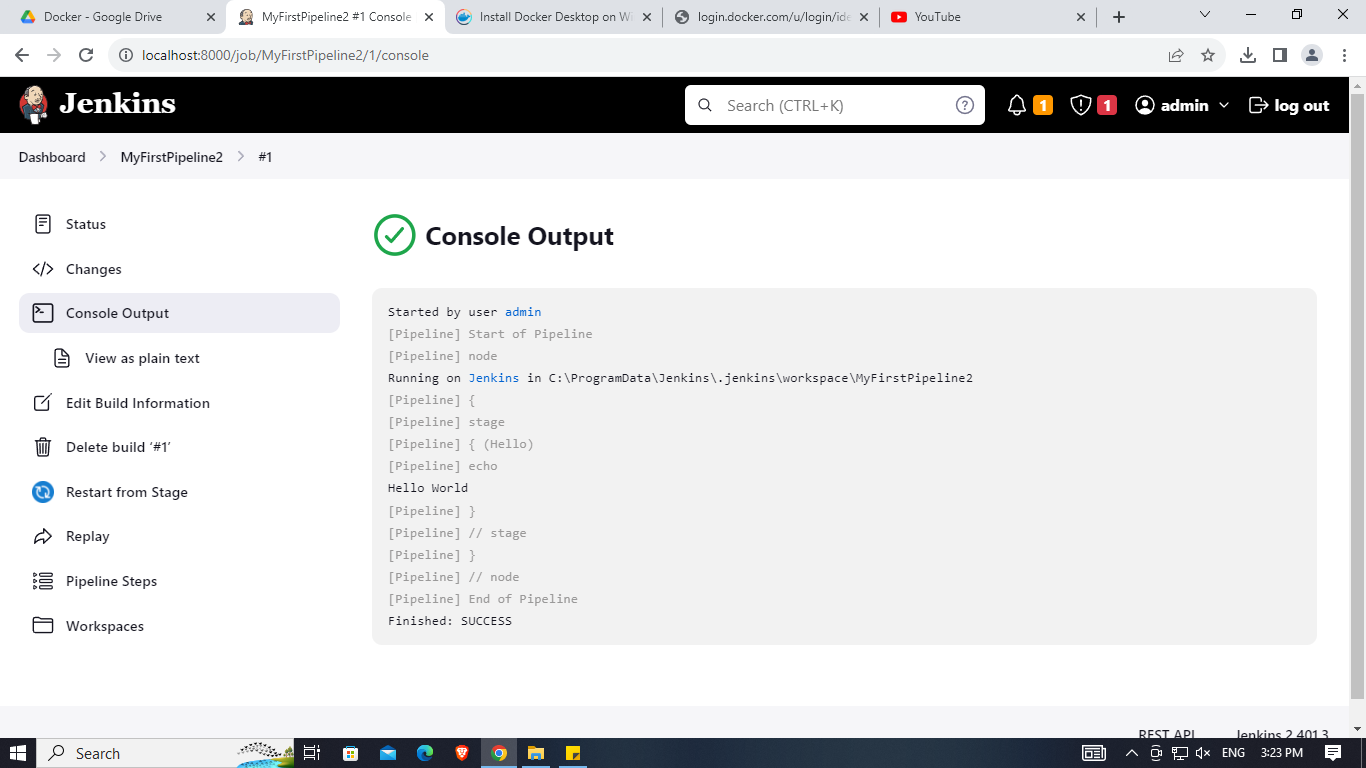 Docker - Google Drive
MyFirstPipeline2 #1 Console
Install Docker Desktop on Wi
login.docker.com/u/login/ide
YouTube
localhost:8000/job/MyFirstPipeline2/1/console
Jenkins
Search (CTRL+K)
?
1
1
admin
log out
Dashboard
MyFirstPipeline2
#1
Status
Changes
Console Output
View as plain text
Edit Build Information
Delete build ‘#1’
Restart from Stage
Replay
Pipeline Steps
Workspaces
Console Output
Started by user admin
[Pipeline] Start of Pipeline
[Pipeline] node
Running on Jenkins in C:\ProgramData\Jenkins\.jenkins\workspace\MyFirstPipeline2
[Pipeline] {
[Pipeline] stage
[Pipeline] { (Hello)
[Pipeline] echo
Hello World
[Pipeline] }
[Pipeline] // stage
[Pipeline] }
[Pipeline] // node
[Pipeline] End of Pipeline
Finished: SUCCESS
REST API
Jenkins 2.401.3
Search
ENG
3:23 PM